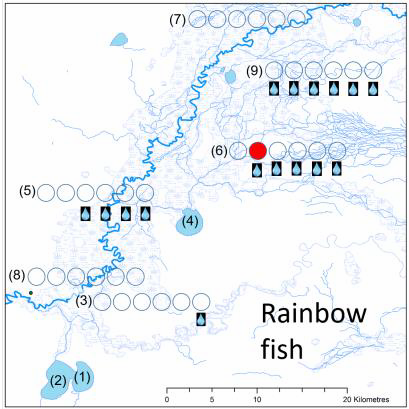 (7)
(9)
(6)
(5)
(4)
(8)
(3)
Rainbow
fish
(2) (1)
0 5 10 20 Kilometres